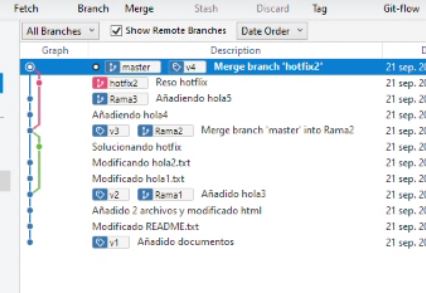 Fetch Branch Merge Stash Discard Tag Git-flow
All Branches Show Remote Branches Date Order
Graph Description
master v4 Merge branch 'hotfix2' 21 sep. 20
hotfix2 Reso hotflix 21 sep. 20
Rama3 Añadiendo hola5 21 sep. 20
Añadiendo hola4 21 sep. 20
v3 Rama2 Merge branch 'master' into Rama2 21 sep. 20
Solucionando hotfix 21 sep. 20
Modificando hola2.txt 21 sep. 20
Modificado hola1.txt 21 sep. 20
v2 Rama1 Añadido hola3 21 sep. 20
Añadido 2 archivos y modificado html 21 sep. 20
Modificado README.txt 21 sep. 20
v1 Añadido documentos 21 sep. 20